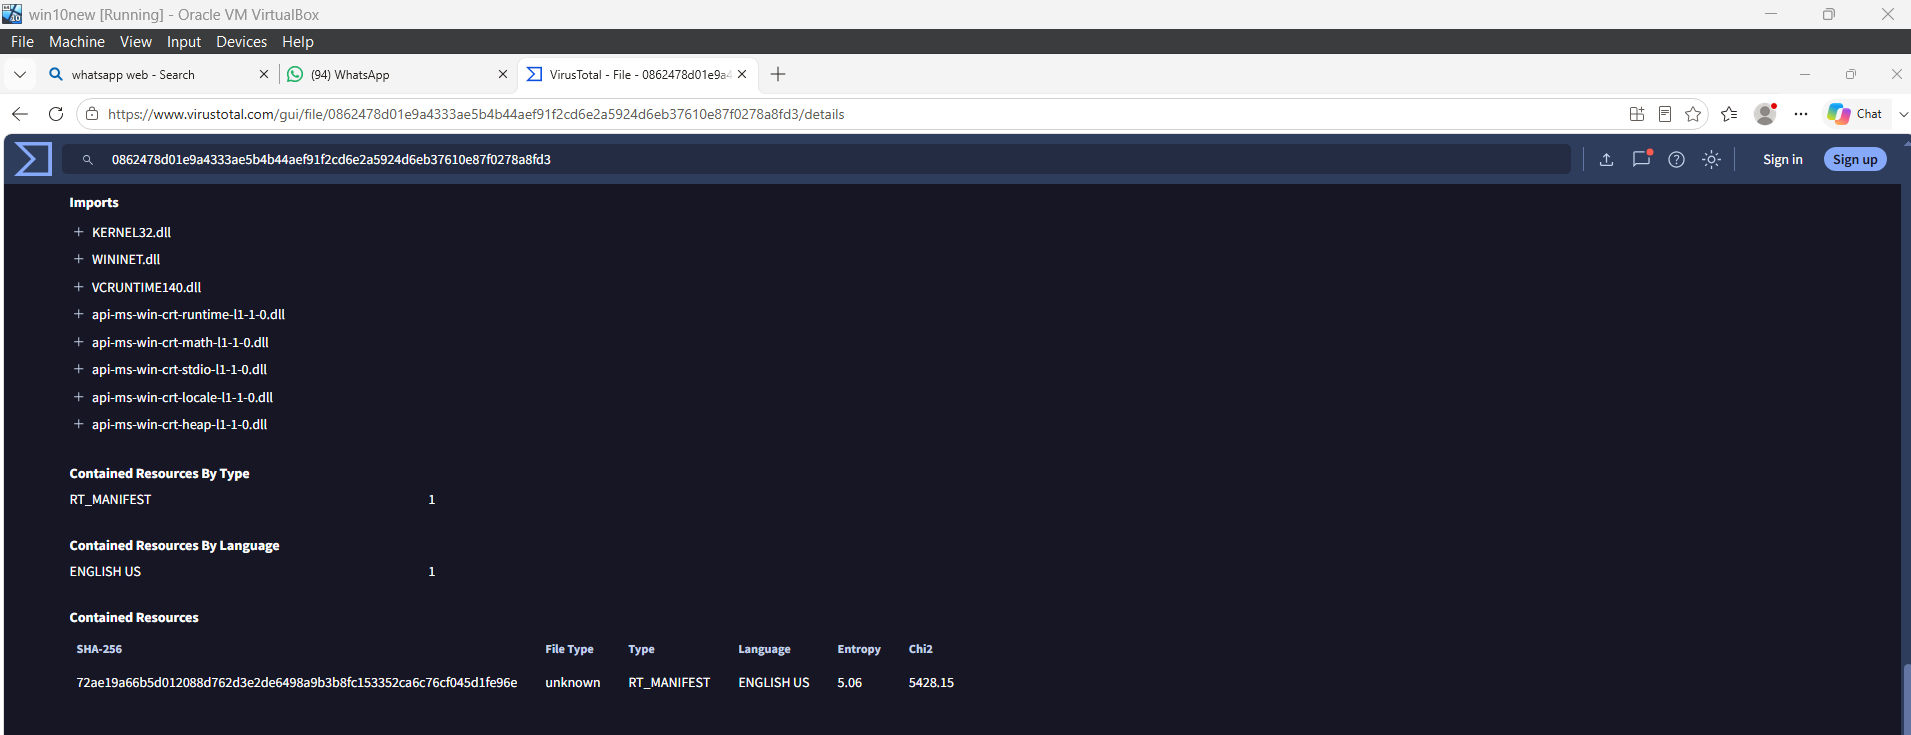 win10new [Running] - Oracle VM VirtualBox
File Machine View Input Devices Help
whatsapp web - Search
(94) WhatsApp
VirusTotal - File - 0862478d01e9a4
https://www.virustotal.com/gui/file/0862478d01e9a4333ae5b4b44aef91f2cd6e2a5924d6eb37610e87f0278a8fd3/details
Chat
0862478d01e9a4333ae5b4b44aef91f2cd6e2a5924d6eb37610e87f0278a8fd3
Sign in
Sign up
Imports
+ KERNEL32.dll
+ WININET.dll
+ VCRUNTIME140.dll
+ api-ms-win-crt-runtime-l1-1-0.dll
+ api-ms-win-crt-math-l1-1-0.dll
+ api-ms-win-crt-stdio-l1-1-0.dll
+ api-ms-win-crt-locale-l1-1-0.dll
+ api-ms-win-crt-heap-l1-1-0.dll
Contained Resources By Type
RT_MANIFEST 1
Contained Resources By Language
ENGLISH US 1
Contained Resources
SHA-256 File Type Type Language Entropy Chi2
72ae19a66b5d012088d762d3e2de6498a9b3b8fc153352ca6c76cf045d1fe96e unknown RT_MANIFEST ENGLISH US 5.06 5428.15